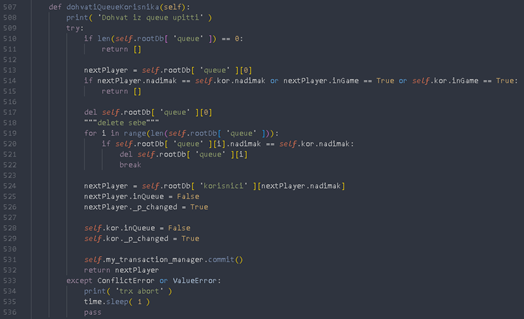 507 def dohvatiQueueKorisnika(self):
508 print( 'Dohvat iz queue upitti' )
509 try:
510 if len(self.rootDb[ 'queue' ]) == 0:
511 return []
512
513 nextPlayer = self.rootDb[ 'queue' ][0]
514 if nextPlayer.nadimak == self.kor.nadimak or nextPlayer.inGame == True or self.kor.inGame == True:
515 return []
516
517 del self.rootDb[ 'queue' ][0]
518 """delete sebe"""
519 for i in range(len(self.rootDb[ 'queue' ])):
520 if self.rootDb[ 'queue' ][i].nadimak == self.kor.nadimak:
521 del self.rootDb[ 'queue' ][i]
522 break
523
524 nextPlayer = self.rootDb[ 'korisnici' ][nextPlayer.nadimak]
525 nextPlayer.inQueue = False
526 nextPlayer._p_changed = True
527
528 self.kor.inQueue = False
529 self.kor._p_changed = True
530
531 self.my_transaction_manager.commit()
532 return nextPlayer
533 except ConflictError or ValueError:
534 print( 'trx abort' )
535 time.sleep( 1 )
536 pass